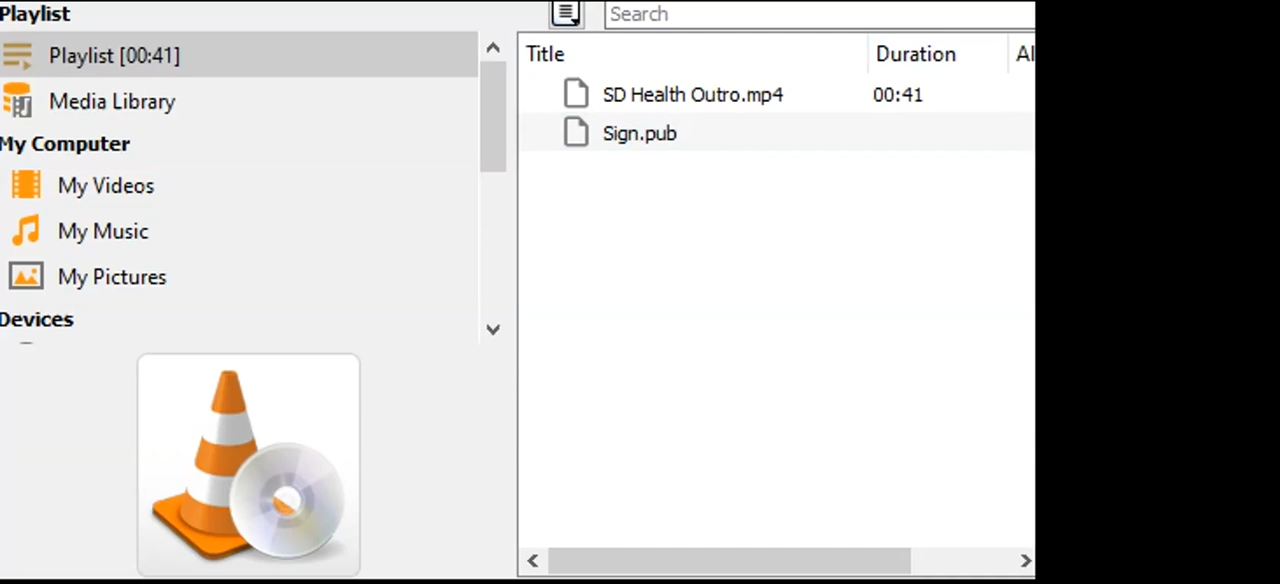 Playlist
Search
Playlist [00:41]
Media Library
My Computer
My Videos
My Music
My Pictures
Devices
Title Duration Al
SD Health Outro.mp4 00:41
Sign.pub